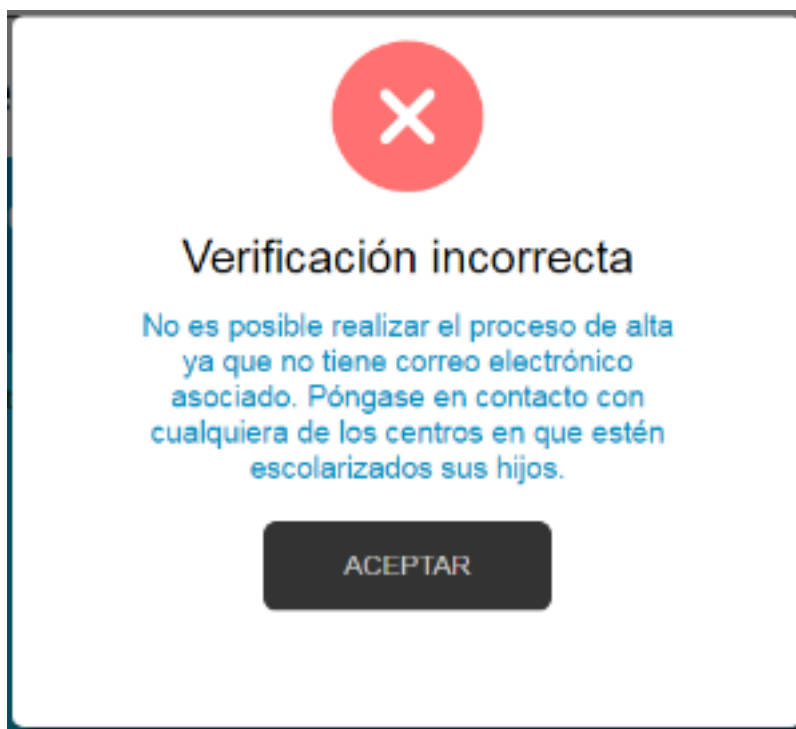 Verificación incorrecta
No es posible realizar el proceso de alta
ya que no tiene correo electrónico
asociado. Póngase en contacto con
cualquiera de los centros en que estén
escolarizados sus hijos.
ACEPTAR